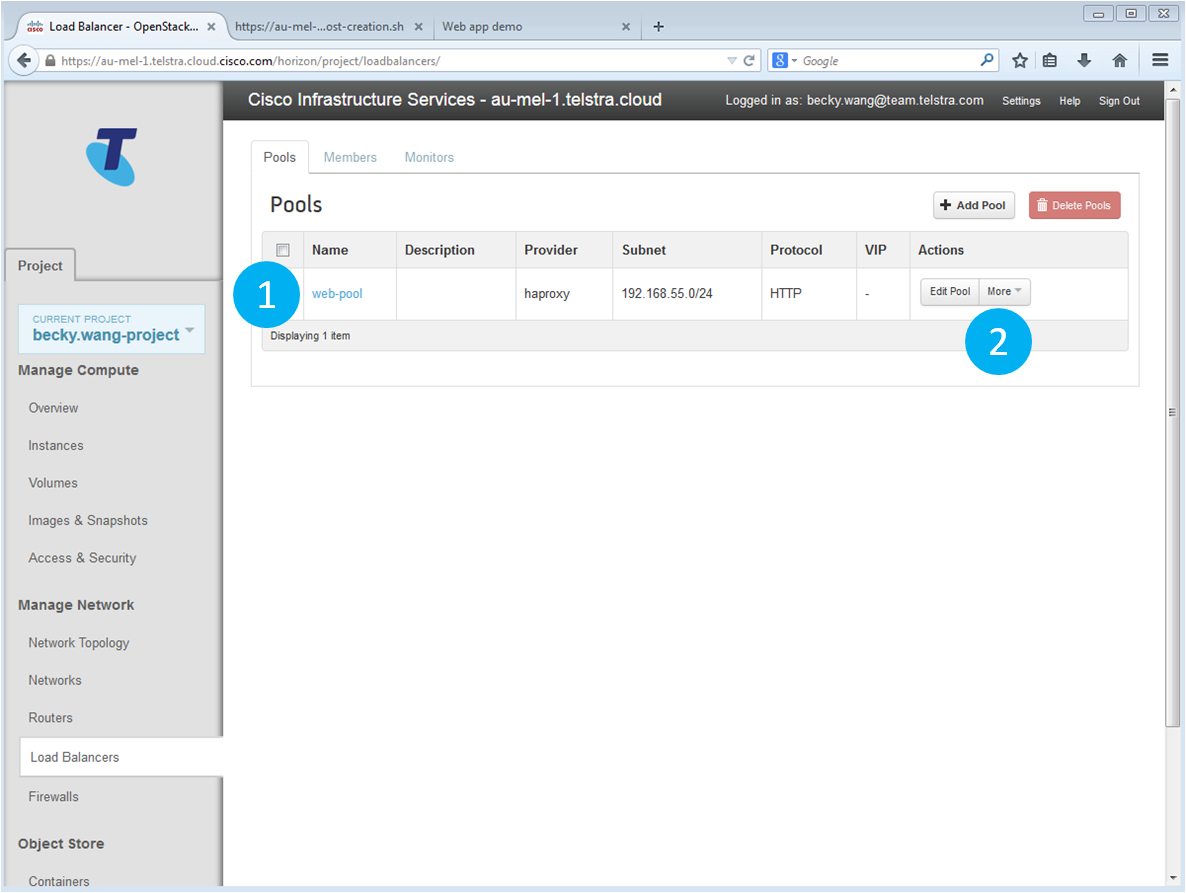 Load Balancer - OpenStack...
https://au-mel-...ost-creation.sh
Web app demo
https://au-mel-1.telstra.cloud.cisco.com/horizon/project/loadbalancers/
Google
Cisco Infrastructure Services - au-mel-1.telstra.cloud
Logged in as: becky.wang@team.telstra.com Settings Help Sign Out
T
Project
CURRENT PROJECT
becky.wang-project
Manage Compute
Overview
Instances
Volumes
Images & Snapshots
Access & Security
Manage Network
Network Topology
Networks
Routers
Load Balancers
Firewalls
Object Store
Containers
Pools Members Monitors
Pools
Add Pool Delete Pools
Name Description Provider Subnet Protocol VIP Actions
1 web-pool haproxy 192.168.55.0/24 HTTP - Edit Pool More
2
Displaying 1 item